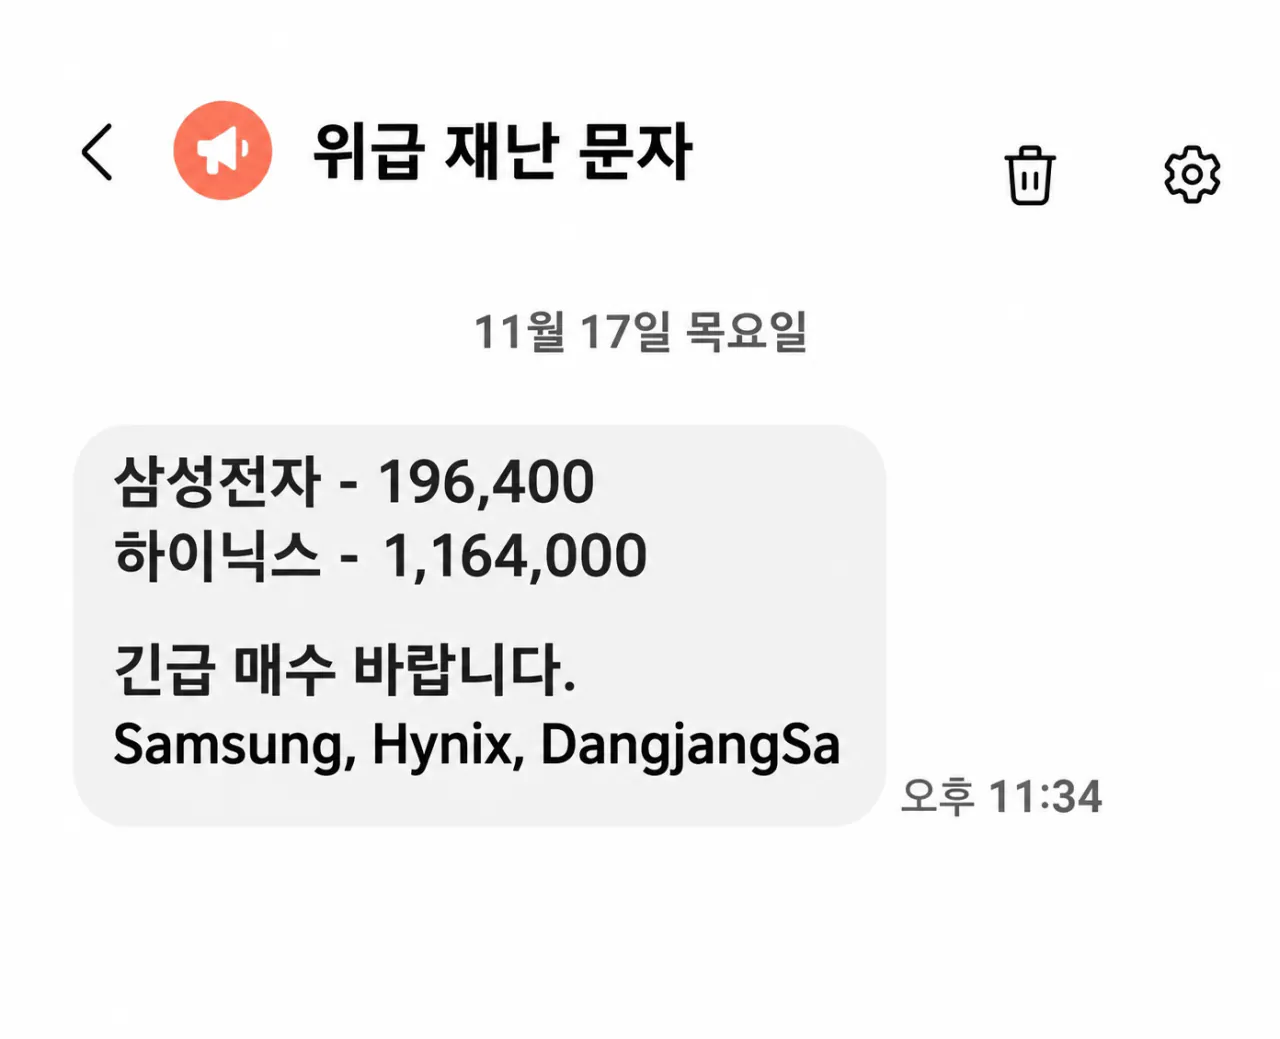 위급 재난 문자
11월 17일 목요일
삼성전자 - 196,400
하이닉스 - 1,164,000
긴급 매수 바랍니다.
Samsung, Hynix, DangjangSa
오후 11:34